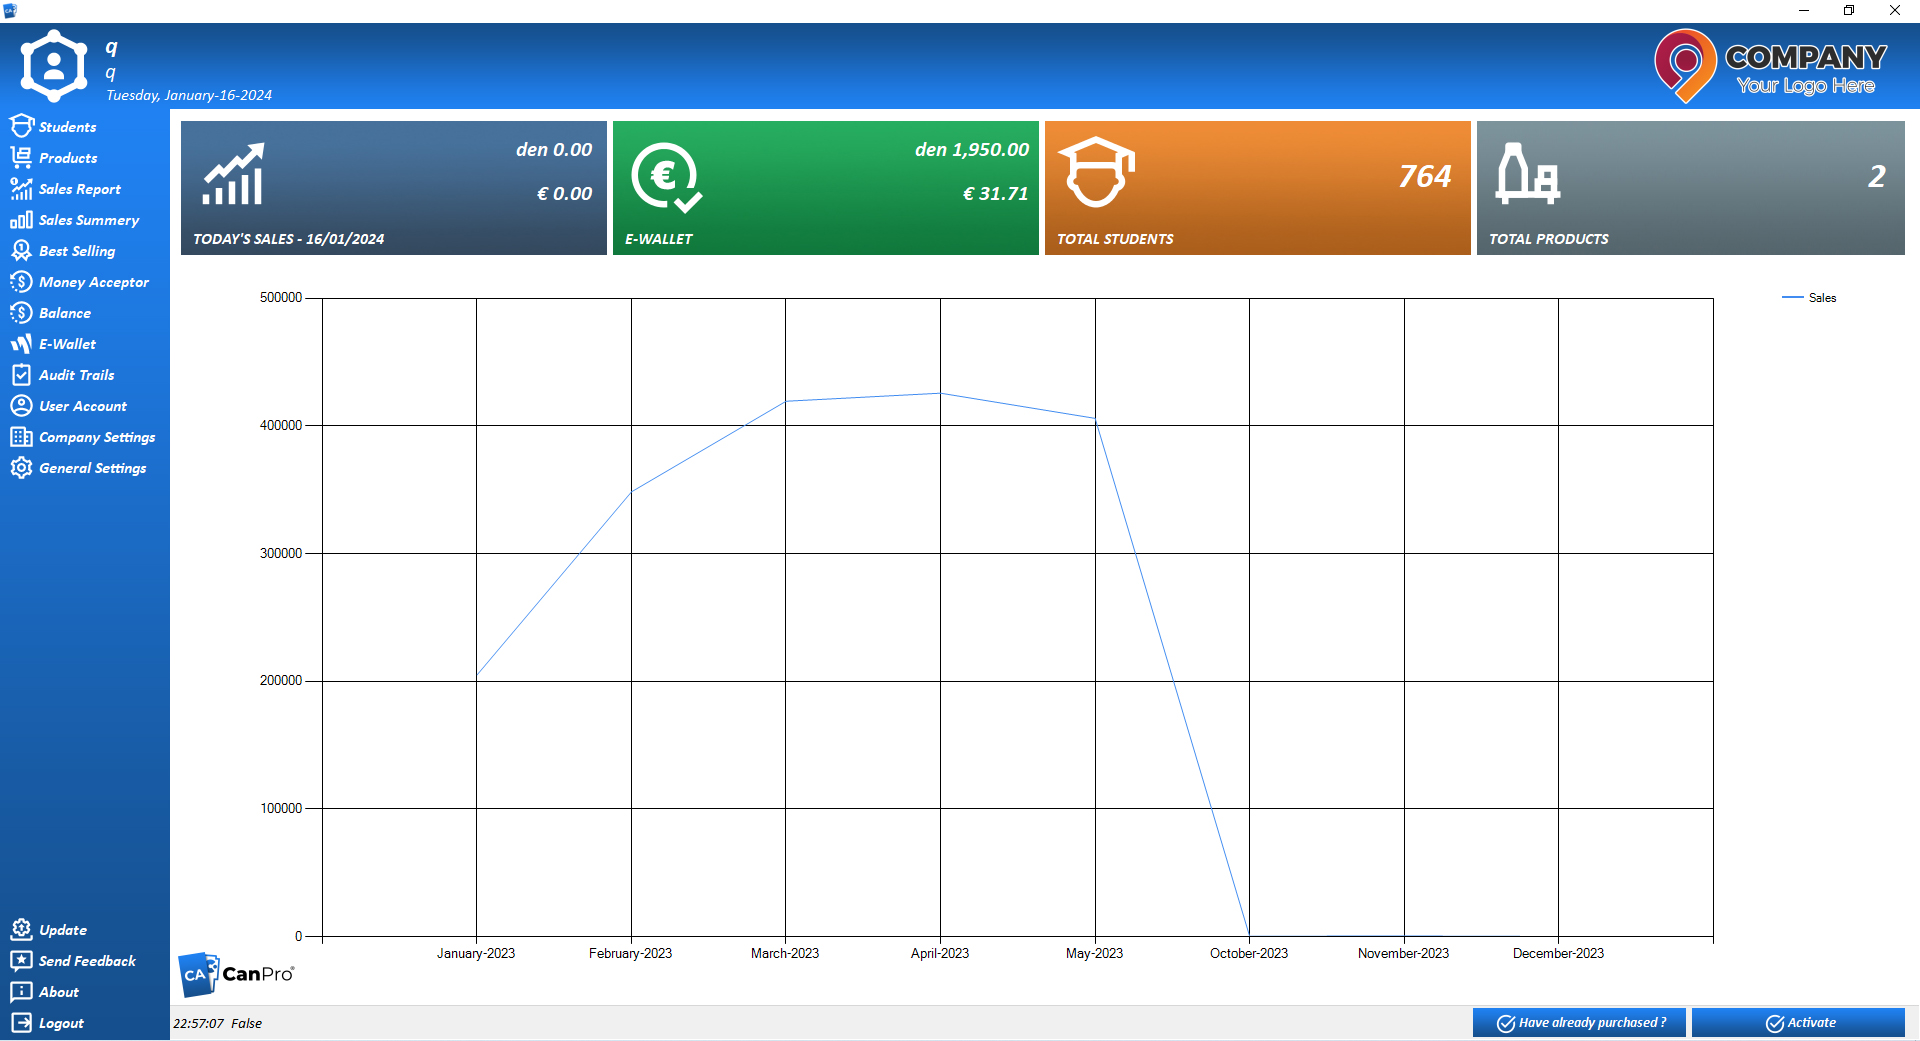 q
q
Tuesday, January-16-2024
COMPANY
Your Logo Here
Students
Products
Sales Report
Sales Summery
Best Selling
Money Acceptor
Balance
E-Wallet
Audit Trails
User Account
Company Settings
General Settings
Update
Send Feedback
About
Logout
den 0.00
€ 0.00
TODAY'S SALES - 16/01/2024
den 1,950.00
€ 31.71
E-WALLET
764
TOTAL STUDENTS
2
TOTAL PRODUCTS
Sales
500000
400000
300000
200000
100000
0
January-2023 February-2023 March-2023 April-2023 May-2023 October-2023 November-2023 December-2023
CA CanPro®
22:57:07 False
Have already purchased ?
Activate